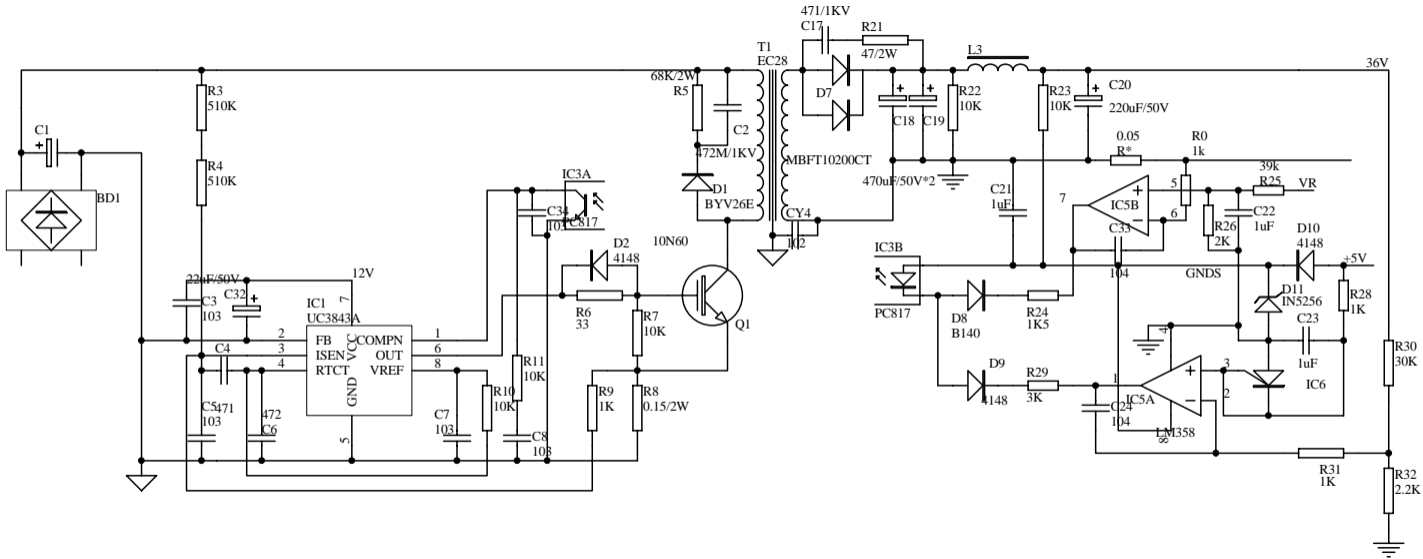 471/1KV
C17
R21
47/2W
T1
EC28
L3
36V
68K/2W
R5
R3
510K
D7
R22
10K
R23
10K
C20
220uF/50V
C2
C18
C19
C1
472M/1KV
MBFT10200CT
0.05
R*
R0
1k
R4
510K
39k
R25
VR
IC3A
470uF/50V*2
BD1
D1
BYV26E
C21
1uF
7
IC5B
5
6
C34
103
PC817
CY4
102
C33
104
R26
2K
C22
1uF
D10
4148
10N60
D2
4148
IC3B
GNDS
+5V
22uF/50V
12V
C3
103
C32
IC1
UC3843A
7
R6
33
R7
10K
Q1
PC817
D8
B140
R24
1K5
D11
IN5256
R28
1K
C23
1uF
2
3
4
FB
ISEN
RTCT
VCC
GND
COMPN
OUT
VREF
1
6
8
5
4
R30
30K
C4
471
R11
10K
R10
10K
R9
1K
R8
0.15/2W
D9
4148
R29
3K
1
IC5A
3
2
IC6
C5
103
472
C6
C7
103
C8
103
C24
104
LM358
8
R31
1K
R32
2.2K